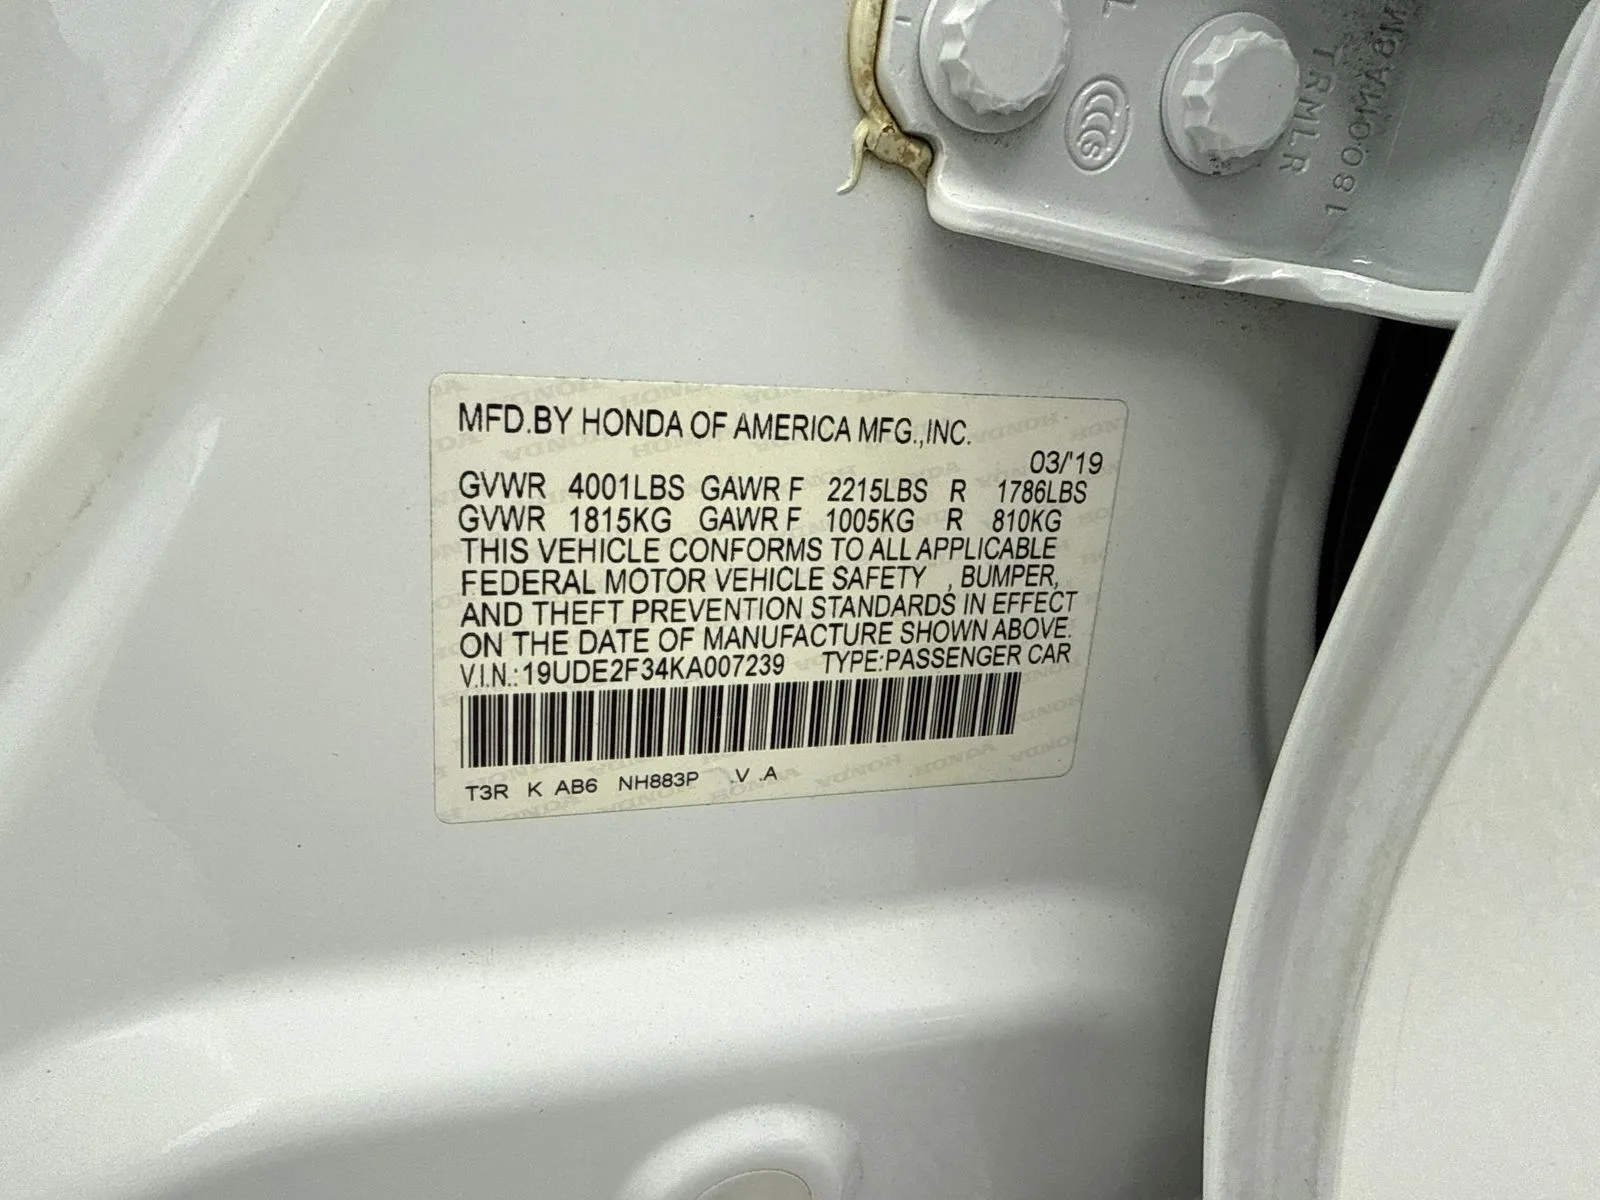 TRMLR
1800MA8M
MFD.BY HONDA OF AMERICA MFG.,INC.
03/'19
GVWR 4001LBS GAWR F 2215LBS R 1786LBS
GVWR 1815KG GAWR F 1005KG R 810KG
THIS VEHICLE CONFORMS TO ALL APPLICABLE
FEDERAL MOTOR VEHICLE SAFETY , BUMPER,
AND THEFT PREVENTION STANDARDS IN EFFECT
ON THE DATE OF MANUFACTURE SHOWN ABOVE.
V.I.N.:19UDE2F34KA007239 TYPE:PASSENGER CAR
T3R K AB6 NH883P .V .A